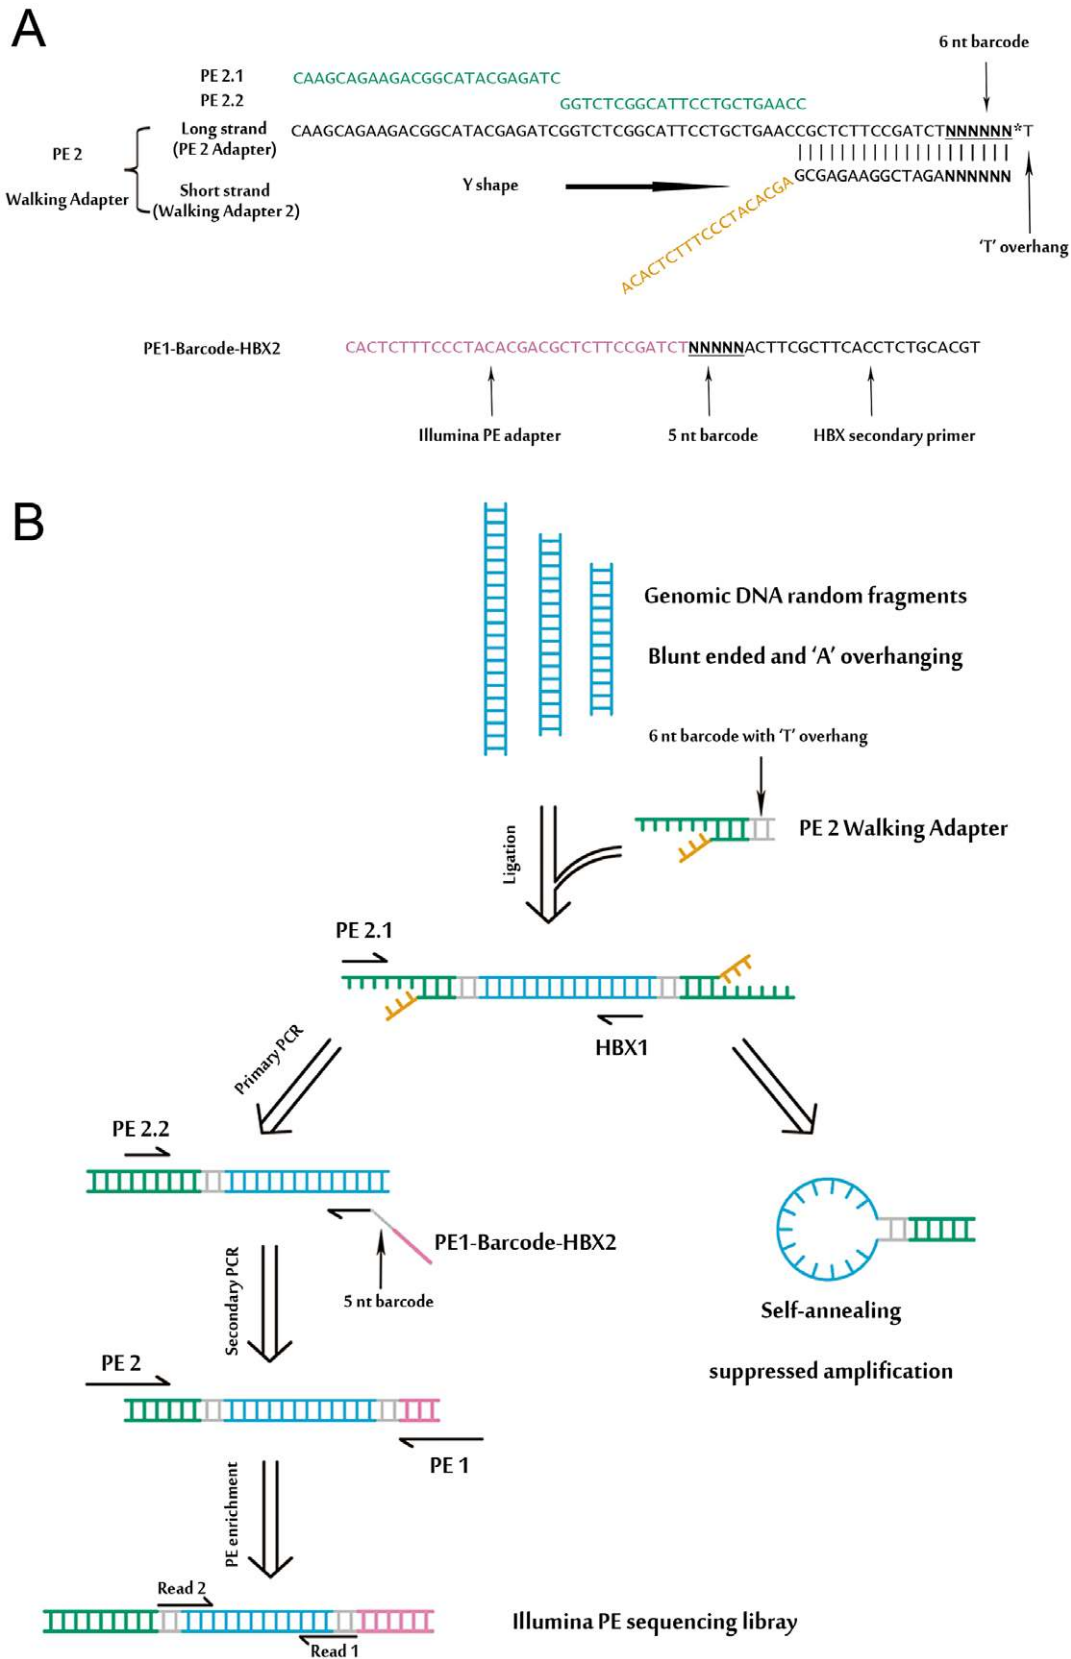 A
6 nt barcode
PE 2.1 CAAGCAGAAGACGGCATACGAGATC
PE 2.2 GGTCTCGGCATTCCTGCTGAACC
Long strand
(PE 2 Adapter)
CAAGCAGAAGACGGCATACGAGATCGGTCTCGGCATTCCTGCTGAACCGCTCTTCCGATCTNNNNNN*T
PE 2
Walking Adapter
Short strand
(Walking Adapter 2)
Y shape
GCGAGAAGGCTAGANNNNNN
ACACTCTTTCCCTACACGA
'T' overhang
PE1-Barcode-HBX2 CACTCTTTCCCTACACGACGCTCTTCCGATCTNNNNNACTTCGCTTCACCTCTGCACGT
Illumina PE adapter 5 nt barcode HBX secondary primer
B
Genomic DNA random fragments
Blunt ended and 'A' overhanging
6 nt barcode with 'T' overhang
PE 2 Walking Adapter
Ligation
PE 2.1
HBX1
Primary PCR
PE 2.2
PE1-Barcode-HBX2
5 nt barcode
Secondary PCR
Self-annealing
suppressed amplification
PE 2
PE 1
PE enrichment
Read 2
Read 1
Illumina PE sequencing libray